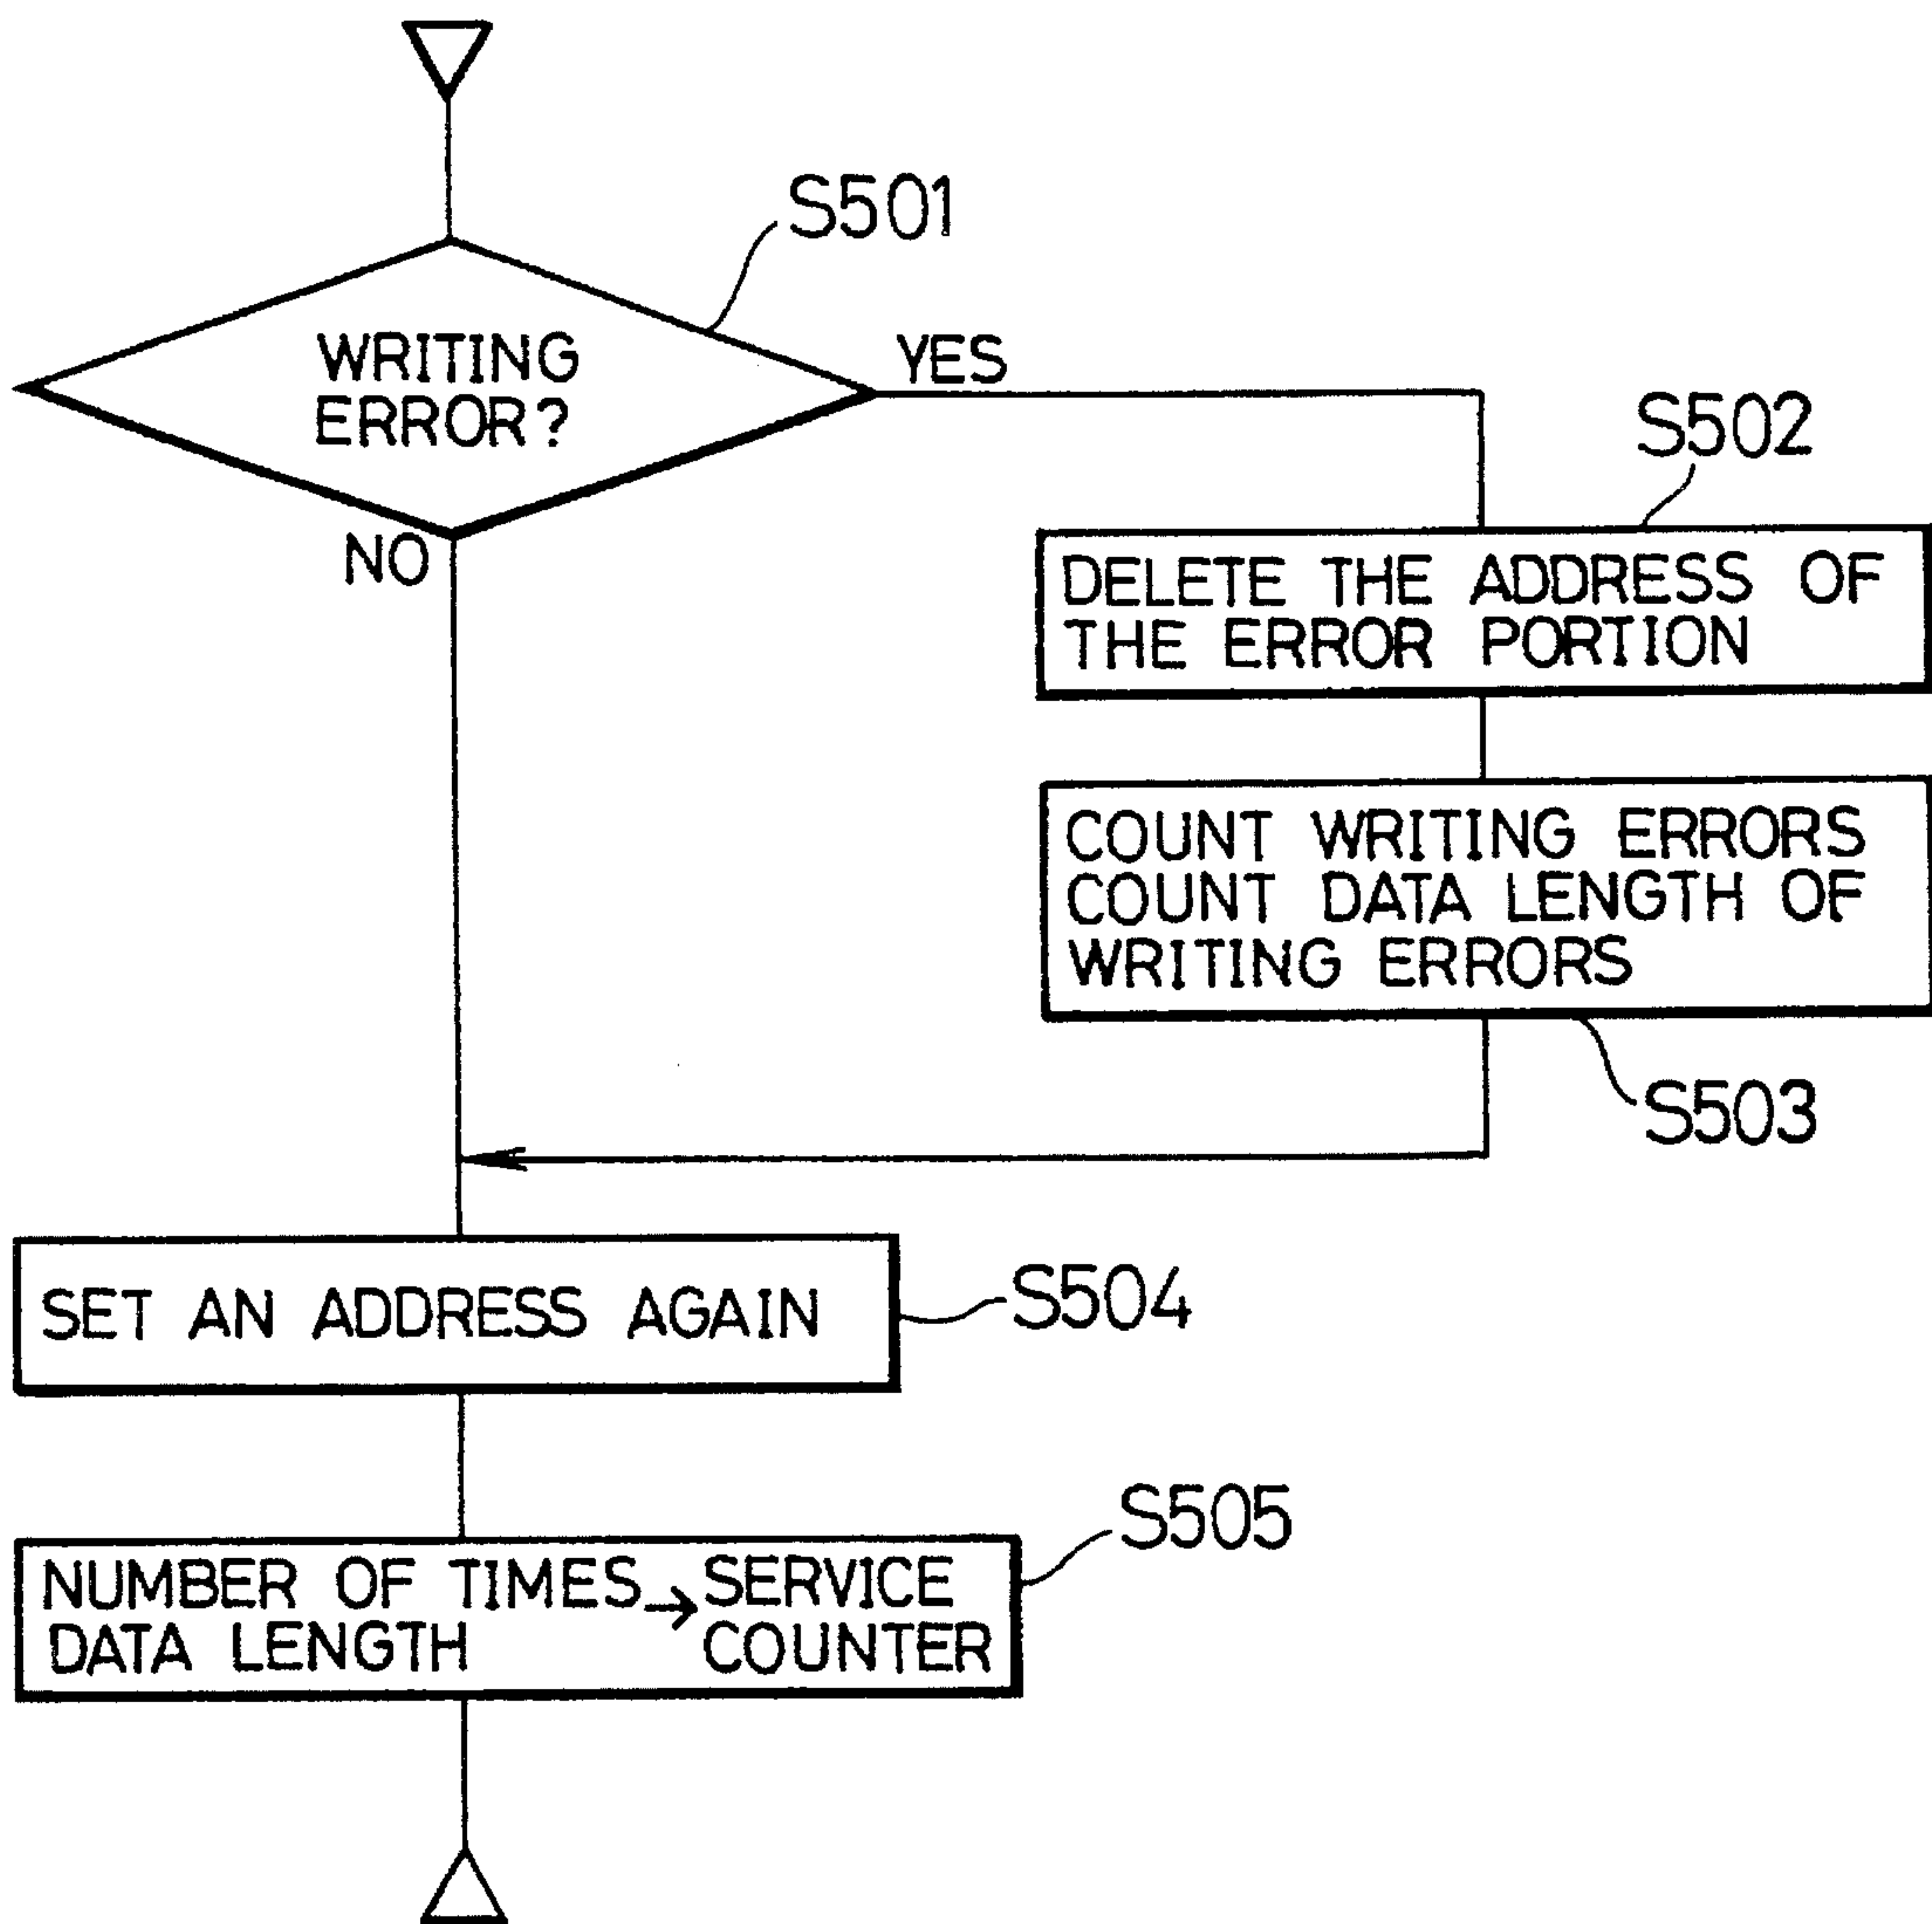 S501
WRITING
ERROR?
YES
NO
S502
DELETE THE ADDRESS OF
THE ERROR PORTION
COUNT WRITING ERRORS
COUNT DATA LENGTH OF
WRITING ERRORS
S503
SET AN ADDRESS AGAIN
S504
S505
NUMBER OF TIMES → SERVICE
DATA LENGTH COUNTER